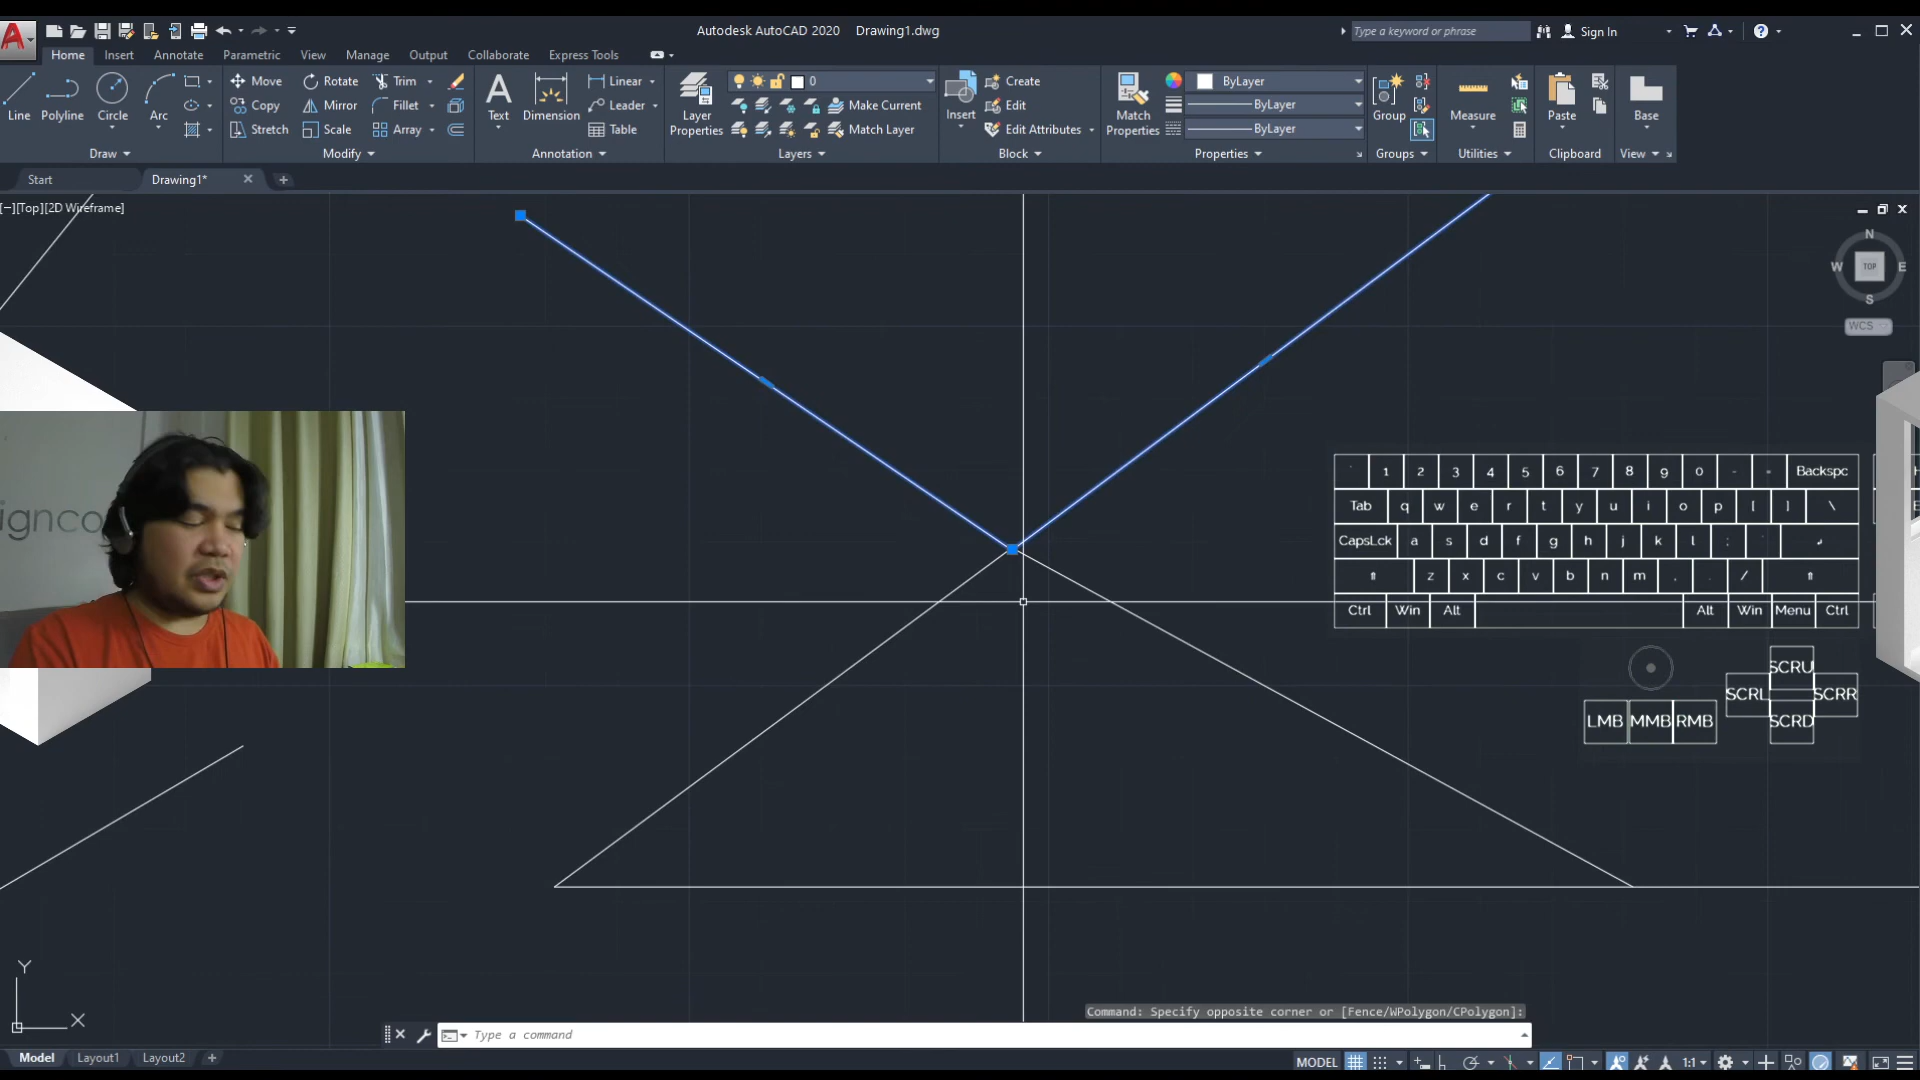 Autodesk AutoCAD 2020 Drawing1.dwg
Type a keyword or phrase
Sign In
Home Insert Annotate Parametric View Manage Output Collaborate Express Tools
Line
Polyline
Circle
Arc
Move Rotate Trim
Copy Mirror Fillet
Stretch Scale Array
Text
Dimension
Linear
Leader
Table
Layer
Properties
0
Make Current
Match Layer
Insert
Create
Edit
Edit Attributes
Match
Properties
ByLayer
ByLayer
ByLayer
Group
Measure
Paste
Base
Draw Modify Annotation Layers Block Properties Groups Utilities Clipboard View
Start Drawing1*
[−][Top][2D Wireframe]
N
W TOP E
S
WCS
ignco
` 1 2 3 4 5 6 7 8 9 0 - = Backspc
Tab q w e r t y u i o p [ ] \
CapsLck a s d f g h j k l ; '
z x c v b n m , . /
Ctrl Win Alt Alt Win Menu Ctrl
SCRU
SCRL SCRR
LMB MMB RMB SCRD
Y
X
Command: Specify opposite corner or [Fence/WPolygon/CPolygon]:
Type a command
Model Layout1 Layout2
MODEL 1:1